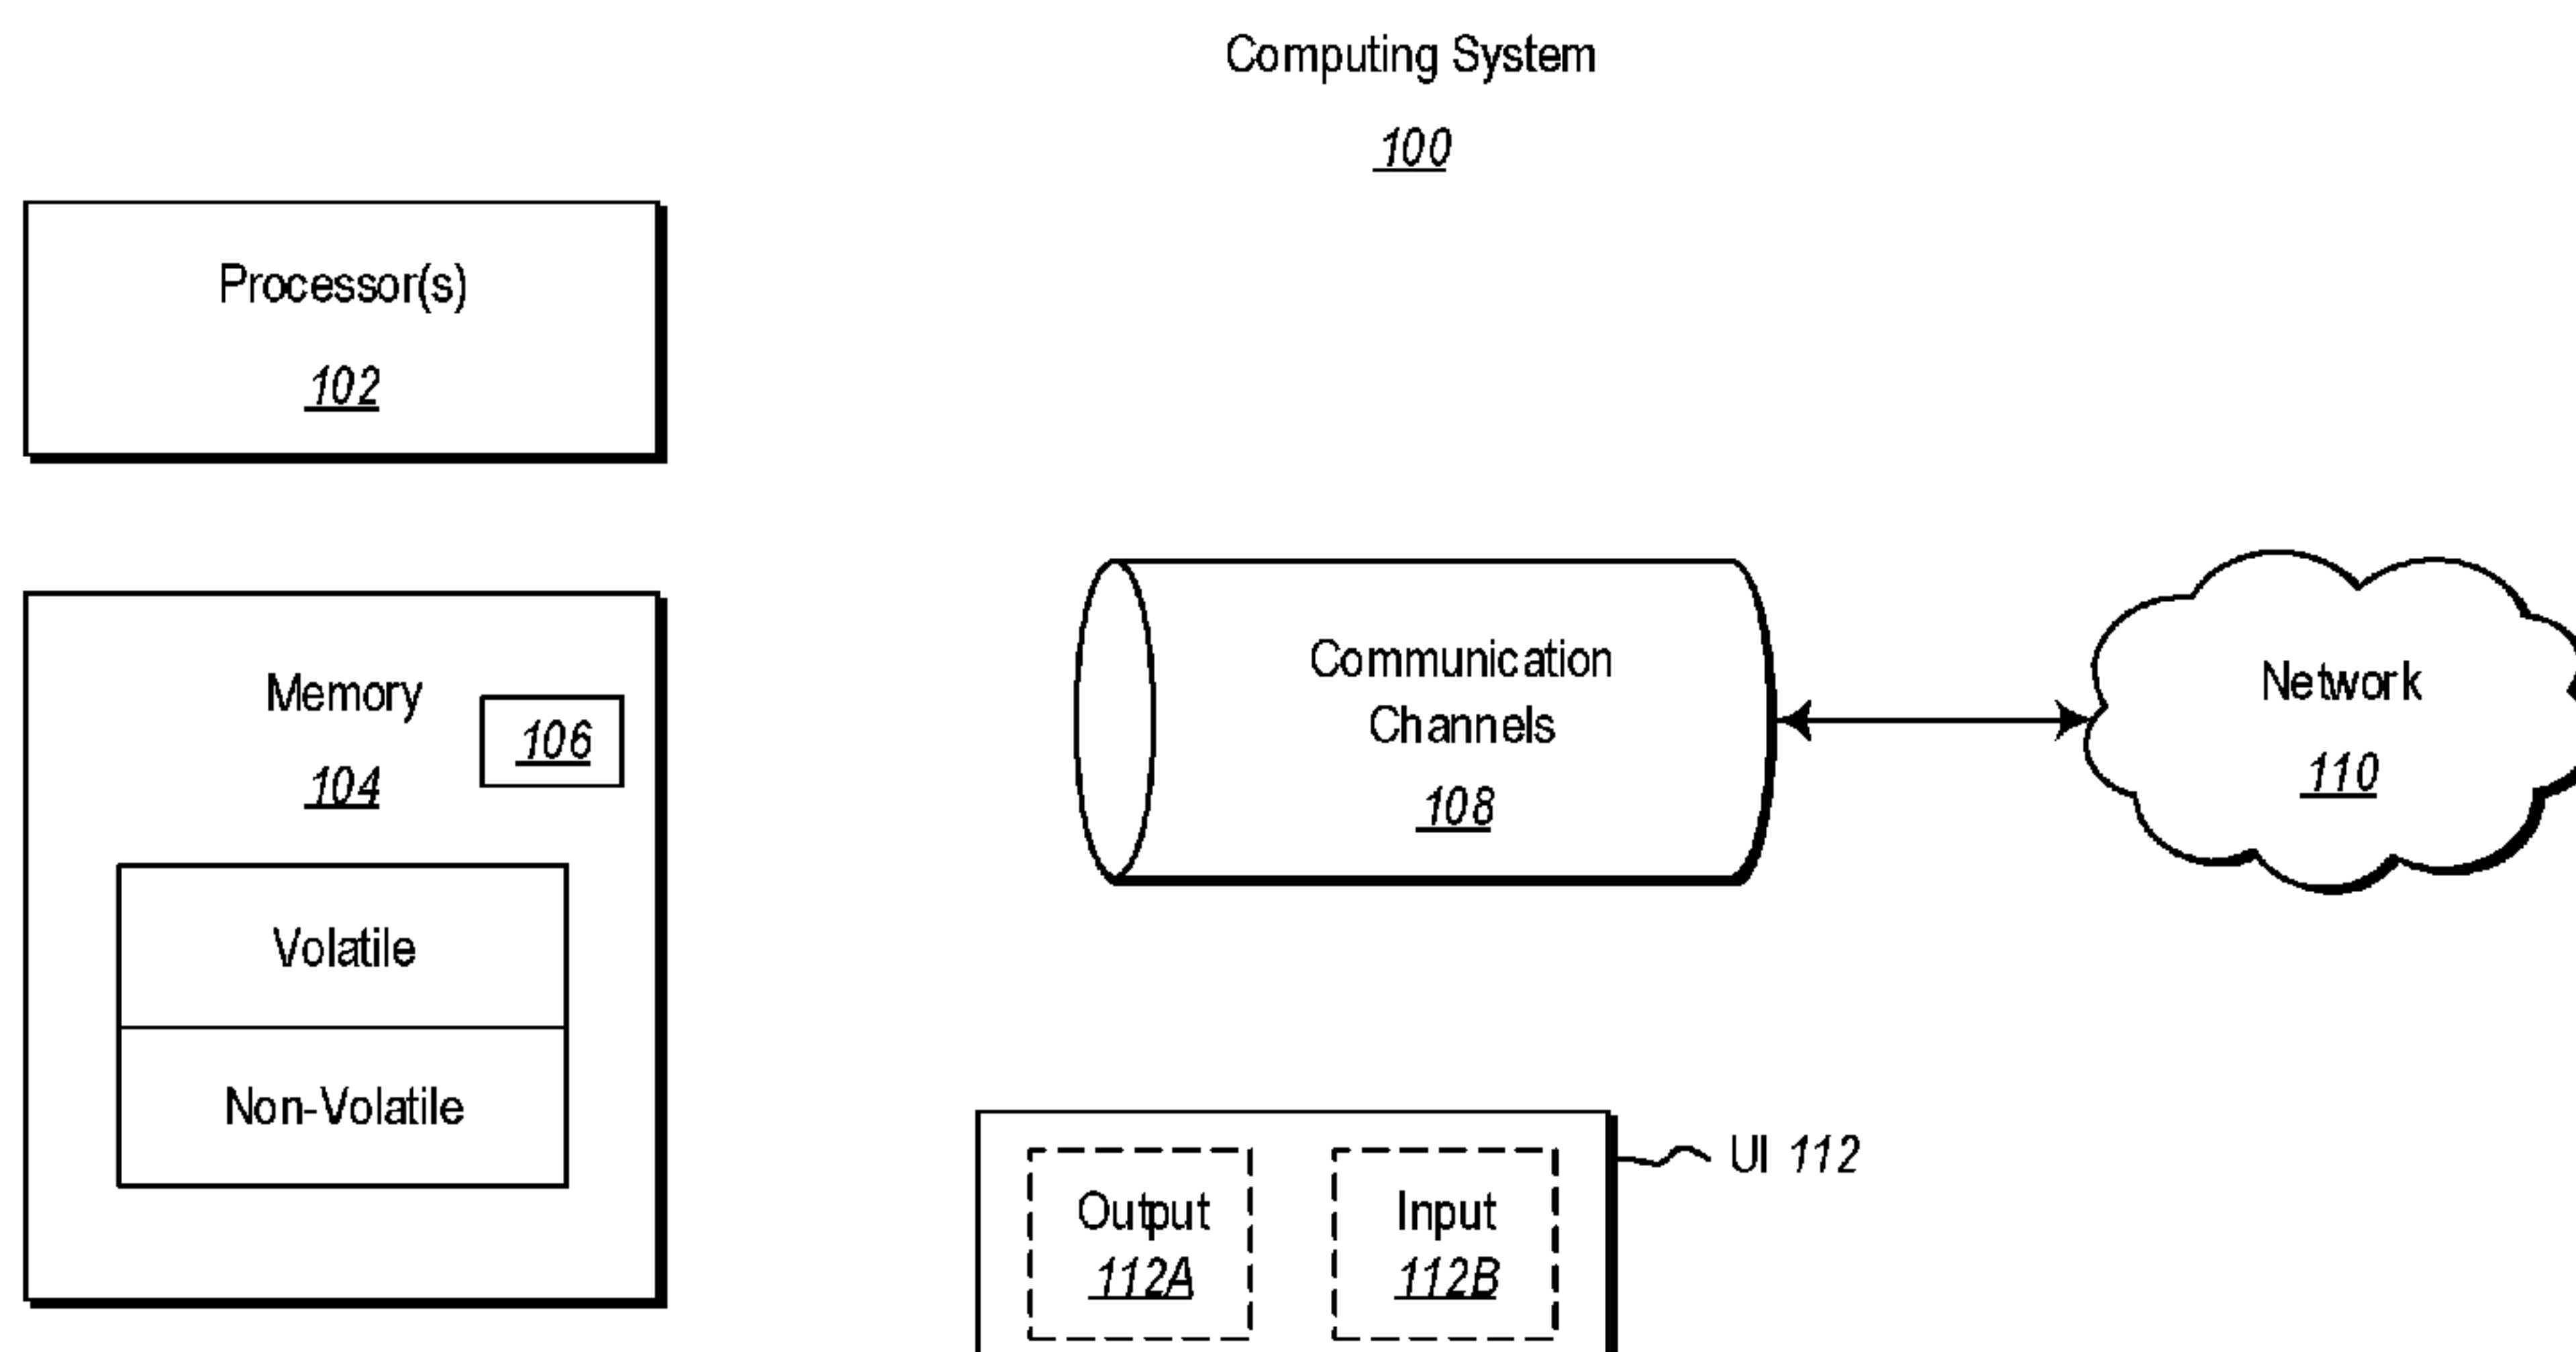 Computing System
100
Processor(s)
102
Memory
104
106
Volatile
Non-Volatile
Communication
Channels
108
Network
110
UI 112
Output
112A
Input
112B